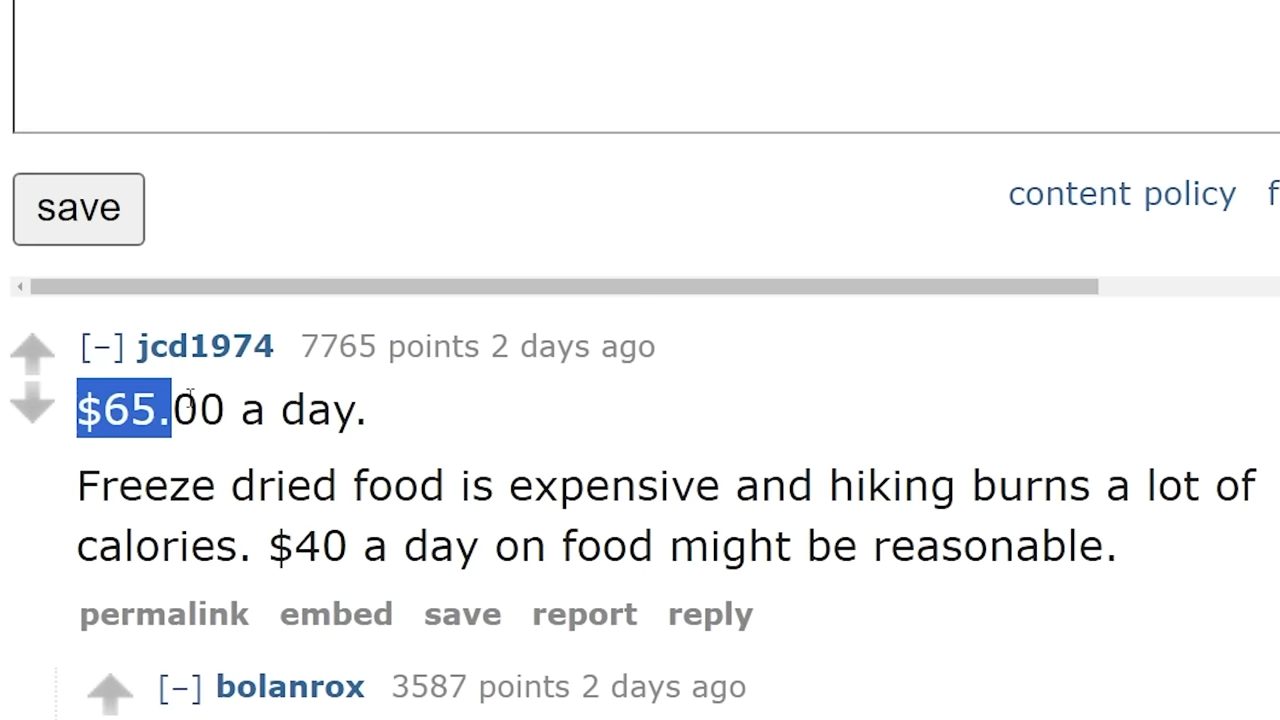 save
content policy f
[–] jcd1974 7765 points 2 days ago
$65.00 a day.
Freeze dried food is expensive and hiking burns a lot of
calories. $40 a day on food might be reasonable.
permalink embed save report reply
[–] bolanrox 3587 points 2 days ago